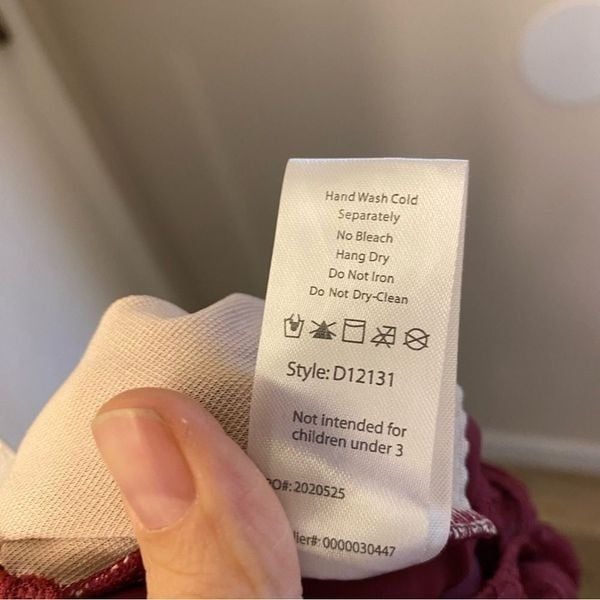 Hand Wash Cold
Separately
No Bleach
Hang Dry
Do Not Iron
Do Not Dry-Clean
Style: D12131
Not intended for
children under 3
PO#: 2020525
lier#: 0000030447